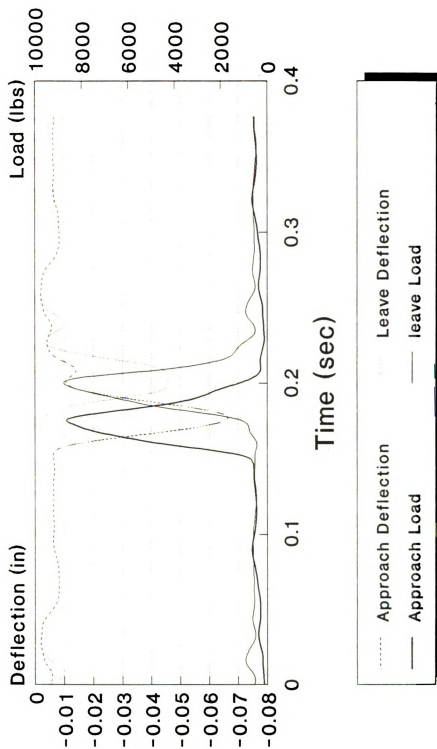 Deflection (in)
Load (lbs)
0
-0.01
-0.02
-0.03
-0.04
-0.05
-0.06
-0.07
-0.08
10000
8000
6000
4000
2000
0
0
0.1
0.2
0.3
0.4
Time (sec)
Approach Deflection
Leave Deflection
Approach Load
leave Load